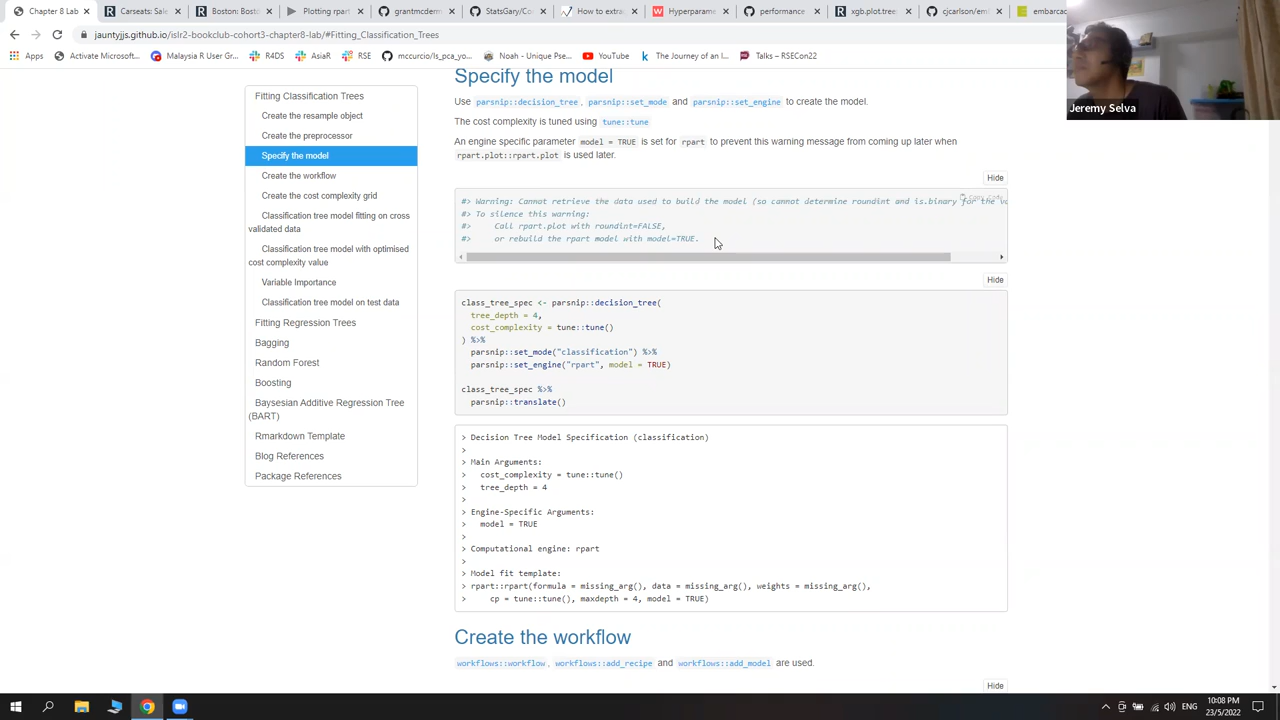 Chapter 8 Lab
Carseats: Sale
Boston: Boston
Plotting rpart
grantmcderm
StatsGary/Co
How to extra
Hyperparame
performance
xgb.plot.tree
cjcarlson/em
embarcad
jauntyjjs.github.io/islr2-bookclub-cohort3-chapter8-lab/#Fitting_Classification_Trees
Apps
Activate Microsoft...
Malaysia R User Gr...
R4DS
AsiaR
RSE
mccurcio/Is_pca_yo...
Noah - Unique Pse...
YouTube
The Journey of an I...
Talks – RSECon22
Jeremy Selva
Fitting Classification Trees
Create the resample object
Create the preprocessor
Specify the model
Create the workflow
Create the cost complexity grid
Classification tree model fitting on cross
validated data
Classification tree model with optimised
cost complexity value
Variable Importance
Classification tree model on test data
Fitting Regression Trees
Bagging
Random Forest
Boosting
Baysesian Additive Regression Tree
(BART)
Rmarkdown Template
Blog References
Package References
Specify the model
Use parsnip::decision_tree, parsnip::set_mode and parsnip::set_engine to create the model.
The cost complexity is tuned using tune::tune
An engine specific parameter model = TRUE is set for rpart to prevent this warning message from coming up later when
rpart.plot::rpart.plot is used later.
Hide
#> Warning: Cannot retrieve the data used to build the model (so cannot determine roundint and is.binary for the va
#> To silence this warning:
#> Call rpart.plot with roundint=FALSE,
#> or rebuild the rpart model with model=TRUE.
Hide
class_tree_spec <- parsnip::decision_tree(
tree_depth = 4,
cost_complexity = tune::tune()
) %>%
parsnip::set_mode("classification") %>%
parsnip::set_engine("rpart", model = TRUE)
class_tree_spec %>%
parsnip::translate()
> Decision Tree Model Specification (classification)
>
> Main Arguments:
> cost_complexity = tune::tune()
> tree_depth = 4
>
> Engine-Specific Arguments:
> model = TRUE
>
> Computational engine: rpart
>
> Model fit template:
> rpart::rpart(formula = missing_arg(), data = missing_arg(), weights = missing_arg(),
> cp = tune::tune(), maxdepth = 4, model = TRUE)
Create the workflow
workflows::workflow, workflows::add_recipe and workflows::add_model are used.
Hide
10:08 PM
23/5/2022